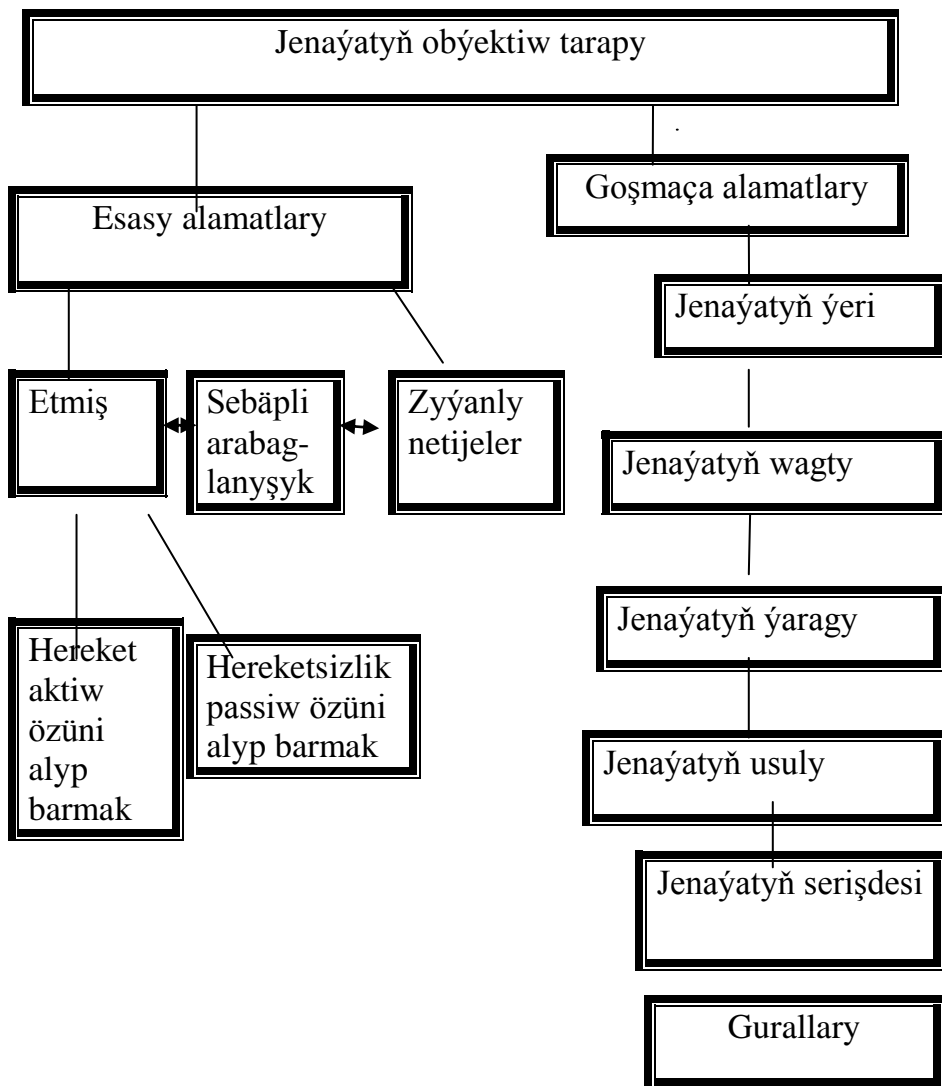 Jenaýatyň obýektiw tarapy
Esasy alamatlary
Goşmaça alamatlary
Jenaýatyň ýeri
Etmiş
Sebäpli
arabag-
lanyşyk
Zyýanly
netijeler
Jenaýatyň wagty
Hereket
aktiw
özüni
alyp
barmak
Hereketsizlik
passiw özüni
alyp barmak
Jenaýatyň ýaragy
Jenaýatyň usuly
Jenaýatyň serişdesi
Gurallary